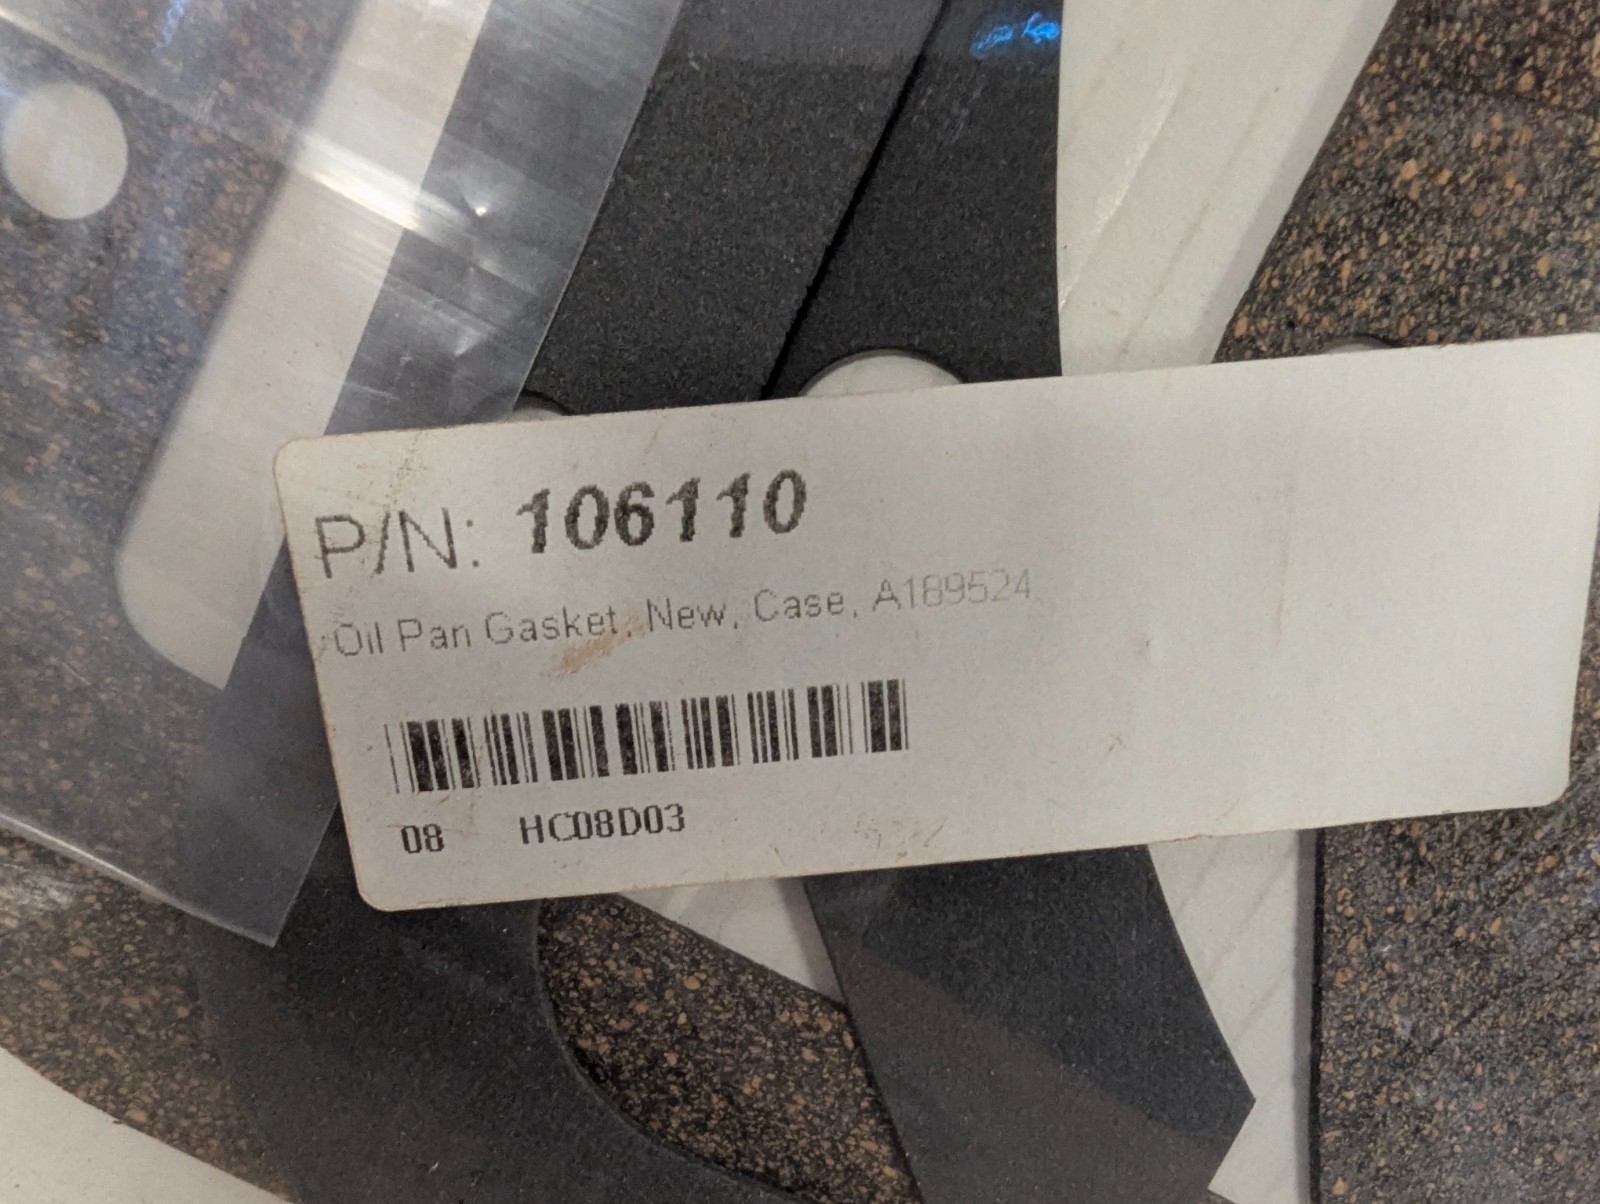 P/N: 106110
Oil Pan Gasket, New, Case, A189524
08 HC08D03